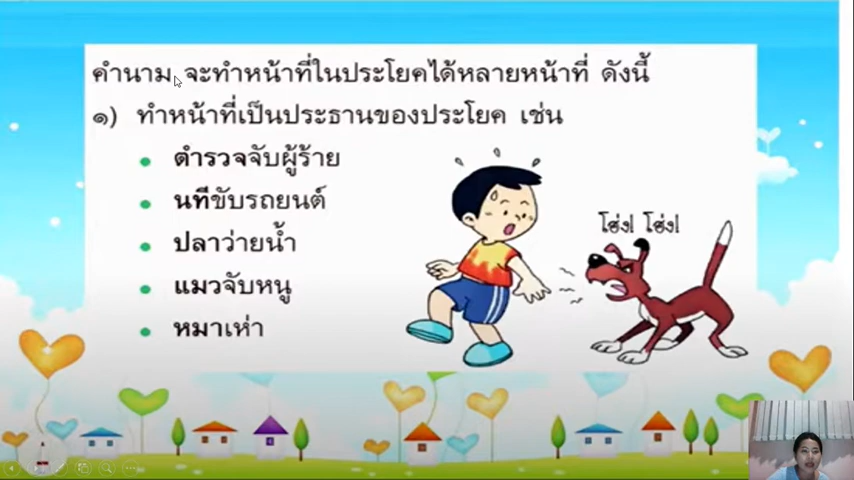 คำนาม จะทำหน้าที่ในประโยคได้หลายหน้าที่ ดังนี้
๑) ทำหน้าที่เป็นประธานของประโยค เช่น
ตำรวจจับผู้ร้าย
นทีขับรถยนต์
ปลาว่ายน้ำ
แมวจับหนู
หมาเห่า
โฮ่ง! โฮ่ง!